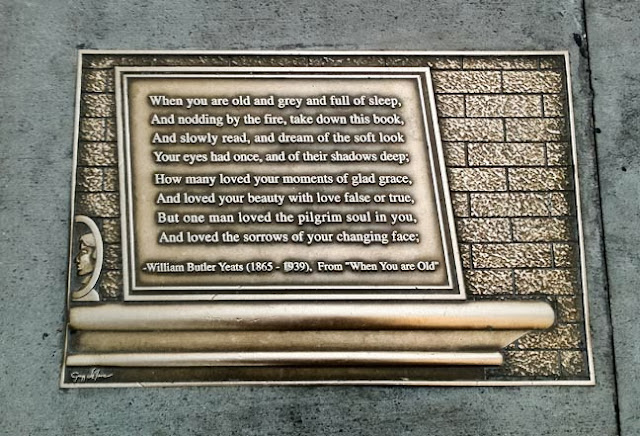 When you are old and grey and full of sleep,
And nodding by the fire, take down this book,
And slowly read, and dream of the soft look
Your eyes had once, and of their shadows deep;
How many loved your moments of glad grace,
And loved your beauty with love false or true,
But one man loved the pilgrim soul in you,
And loved the sorrows of your changing face;
-William Butler Yeats (1865 - 1939), From "When You are Old"